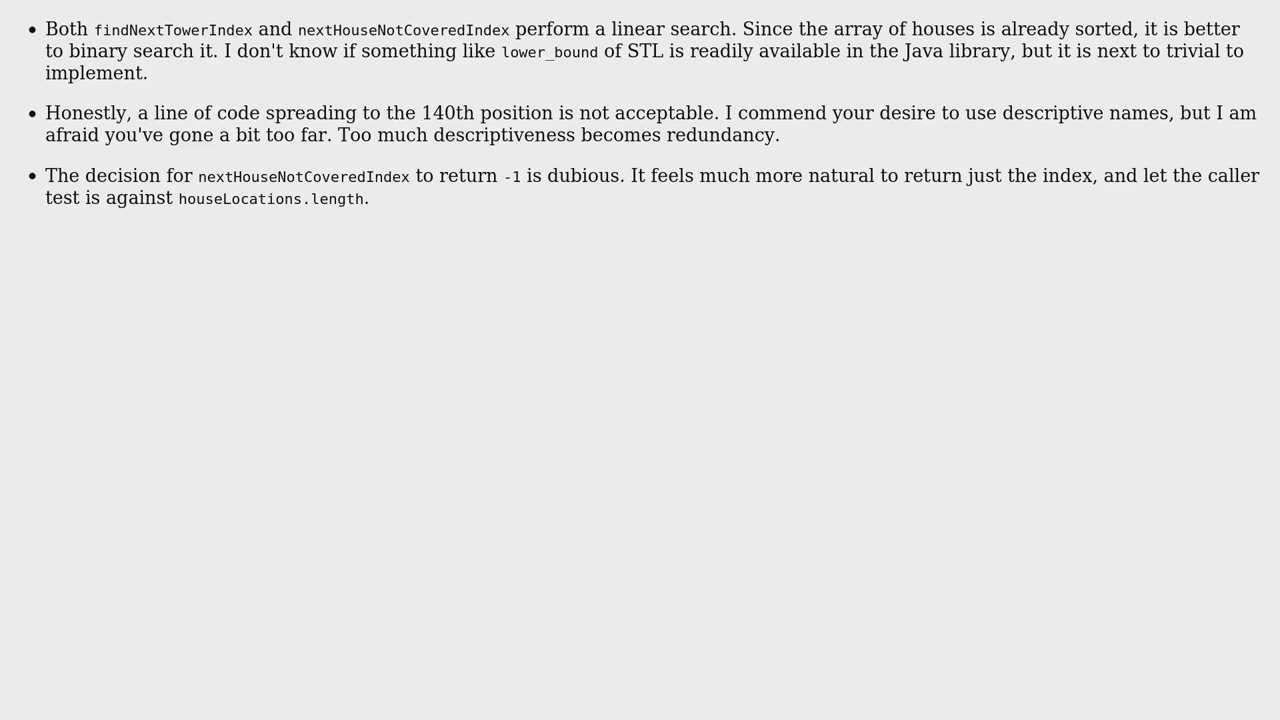 • Both findNextTowerIndex and nextHouseNotCoveredIndex perform a linear search. Since the array of houses is already sorted, it is better
to binary search it. I don't know if something like lower_bound of STL is readily available in the Java library, but it is next to trivial to
implement.
• Honestly, a line of code spreading to the 140th position is not acceptable. I commend your desire to use descriptive names, but I am
afraid you've gone a bit too far. Too much descriptiveness becomes redundancy.
• The decision for nextHouseNotCoveredIndex to return -1 is dubious. It feels much more natural to return just the index, and let the caller
test is against houseLocations.length.